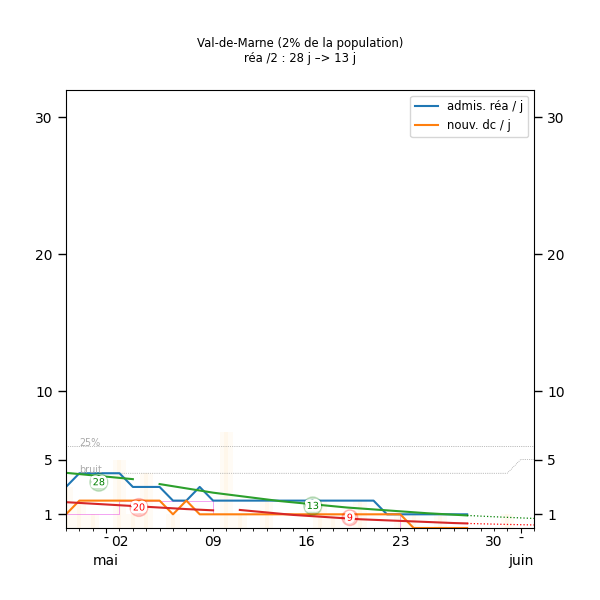 Val-de-Marne (2% de la population)
réa /2 : 28 j –> 13 j
admis. réa / j
nouv. dc / j
30 30
20 20
10 10
25%
5 5
bruit
28
13
20
9
1 1
- 02 09 16 23 30 -
mai juin